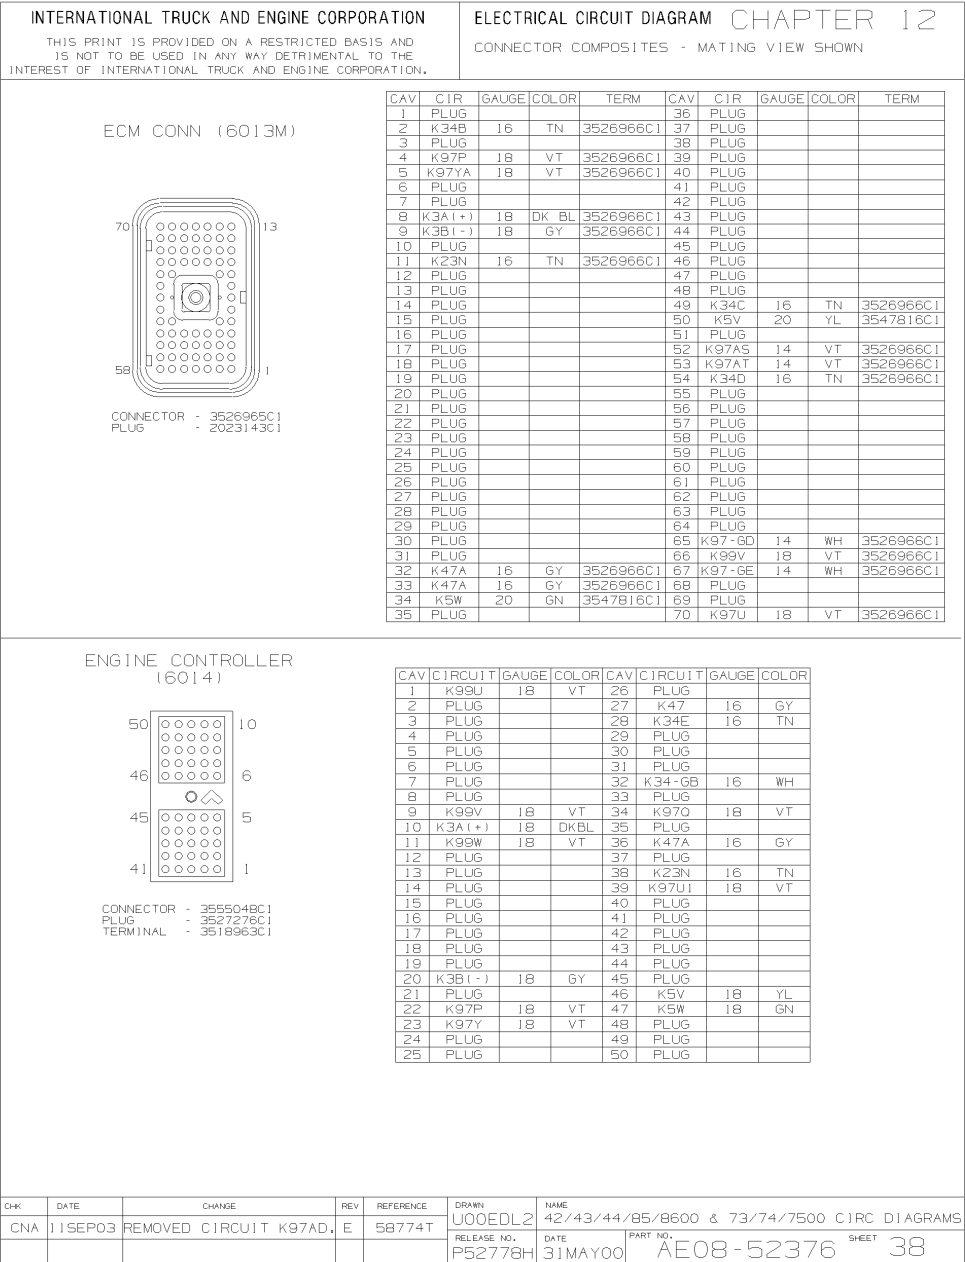 INTERNATIONAL TRUCK AND ENGINE CORPORATION
THIS PRINT IS PROVIDED ON A RESTRICTED BASIS AND
IS NOT TO BE USED IN ANY WAY DETRIMENTAL TO THE
INTEREST OF INTERNATIONAL TRUCK AND ENGINE CORPORATION.
ELECTRICAL CIRCUIT DIAGRAM CHAPTER 12
CONNECTOR COMPOSITES - MATING VIEW SHOWN
ECM CONN (6013M)
70 13
58 1
CONNECTOR - 3526965C1
PLUG - 2023143C1
CAV CIR GAUGE COLOR TERM CAV CIR GAUGE COLOR TERM
1 PLUG 36 PLUG
2 K34B 16 TN 3526966C1 37 PLUG
3 PLUG 38 PLUG
4 K97P 18 VT 3526966C1 39 PLUG
5 K97YA 18 VT 3526966C1 40 PLUG
6 PLUG 41 PLUG
7 PLUG 42 PLUG
8 K3A(+) 18 DK BL 3526966C1 43 PLUG
9 K3B(-) 18 GY 3526966C1 44 PLUG
10 PLUG 45 PLUG
11 K23N 16 TN 3526966C1 46 PLUG
12 PLUG 47 PLUG
13 PLUG 48 PLUG
14 PLUG 49 K34C 16 TN 3526966C1
15 PLUG 50 K5V 20 YL 3547816C1
16 PLUG 51 PLUG
17 PLUG 52 K97AS 14 VT 3526966C1
18 PLUG 53 K97AT 14 VT 3526966C1
19 PLUG 54 K34D 16 TN 3526966C1
20 PLUG 55 PLUG
21 PLUG 56 PLUG
22 PLUG 57 PLUG
23 PLUG 58 PLUG
24 PLUG 59 PLUG
25 PLUG 60 PLUG
26 PLUG 61 PLUG
27 PLUG 62 PLUG
28 PLUG 63 PLUG
29 PLUG 64 PLUG
30 PLUG 65 K97-GD 14 WH 3526966C1
31 PLUG 66 K99V 18 VT 3526966C1
32 K47A 16 GY 3526966C1 67 K97-GE 14 WH 3526966C1
33 K47A 16 GY 3526966C1 68 PLUG
34 K5W 20 GN 3547816C1 69 PLUG
35 PLUG 70 K97U 18 VT 3526966C1
ENGINE CONTROLLER
(6014)
50 10
46 6
45 5
41 1
CONNECTOR - 3555048C1
PLUG - 3527276C1
TERMINAL - 3518963C1
CAV CIRCUIT GAUGE COLOR CAV CIRCUIT GAUGE COLOR
1 K99U 18 VT 26 PLUG
2 PLUG 27 K47 16 GY
3 PLUG 28 K34E 16 TN
4 PLUG 29 PLUG
5 PLUG 30 PLUG
6 PLUG 31 PLUG
7 PLUG 32 K34-GB 16 WH
8 PLUG 33 PLUG
9 K99V 18 VT 34 K97Q 18 VT
10 K3A(+) 18 DKBL 35 PLUG
11 K99W 18 VT 36 K47A 16 GY
12 PLUG 37 PLUG
13 PLUG 38 K23N 16 TN
14 PLUG 39 K97U1 18 VT
15 PLUG 40 PLUG
16 PLUG 41 PLUG
17 PLUG 42 PLUG
18 PLUG 43 PLUG
19 PLUG 44 PLUG
20 K3B(-) 18 GY 45 PLUG
21 PLUG 46 K5V 18 YL
22 K97P 18 VT 47 K5W 18 GN
23 K97Y 18 VT 48 PLUG
24 PLUG 49 PLUG
25 PLUG 50 PLUG
CHK DATE CHANGE REV REFERENCE
CNA 11SEP03 REMOVED CIRCUIT K97AD. E 58774T
DRAWN
U00EDL2
NAME
42/43/44/85/8600 & 73/74/7500 CIRC DIAGRAMS
RELEASE NO.
P52778H
DATE
31MAY00
PART NO.
AE08-52376
SHEET 38